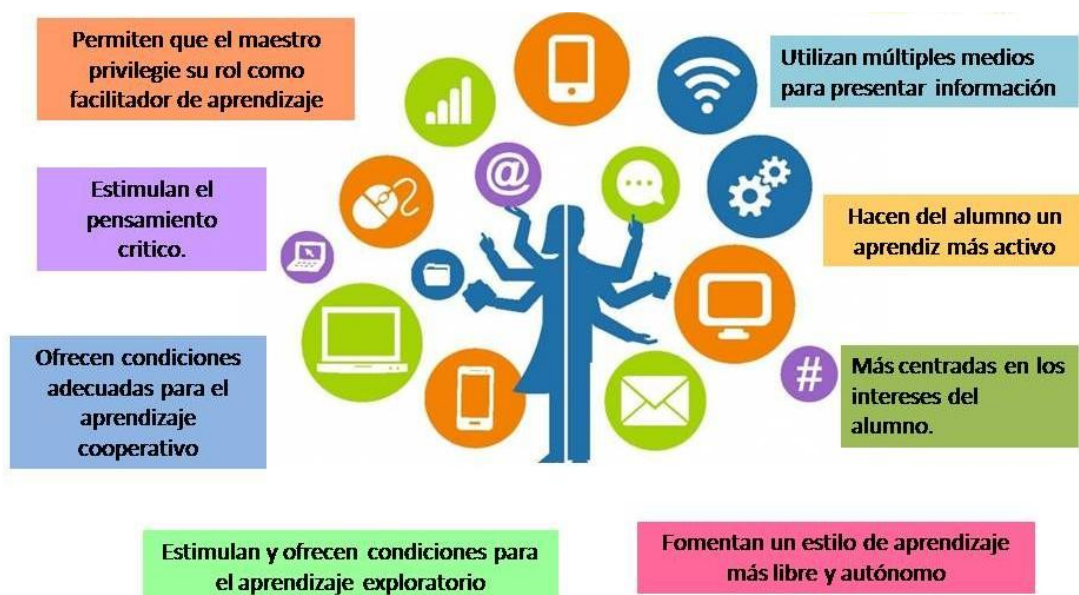 Permiten que el maestro
privilegie su rol como
facilitador de aprendizaje
Utilizan múltiples medios
para presentar información
@
Estimulan el
pensamiento
critico.
Hacen del alumno un
aprendiz más activo
Ofrecen condiciones
adecuadas para el
aprendizaje
cooperativo
#
Más centradas en los
intereses del
alumno.
Estimulan y ofrecen condiciones para
el aprendizaje exploratorio
Fomentan un estilo de aprendizaje
más libre y autónomo